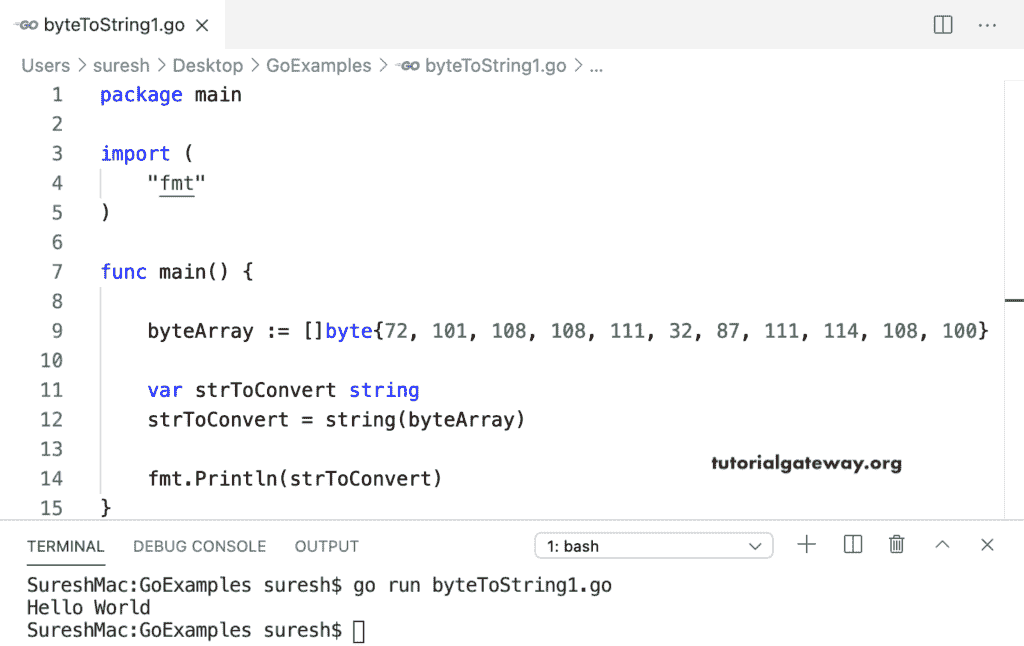 GO byteToString1.go
Users > suresh > Desktop > GoExamples > GO byteToString1.go > ...
1 package main
2
3 import (
4     "fmt"
5 )
6
7 func main() {
8
9     byteArray := []byte{72, 101, 108, 108, 111, 32, 87, 111, 114, 108, 100}
10
11     var strToConvert string
12     strToConvert = string(byteArray)
13
tutorialgateway.org
14     fmt.Println(strToConvert)
15 }
TERMINAL DEBUG CONSOLE OUTPUT 1: bash
SureshMac:GoExamples suresh$ go run byteToString1.go
Hello World
SureshMac:GoExamples suresh$